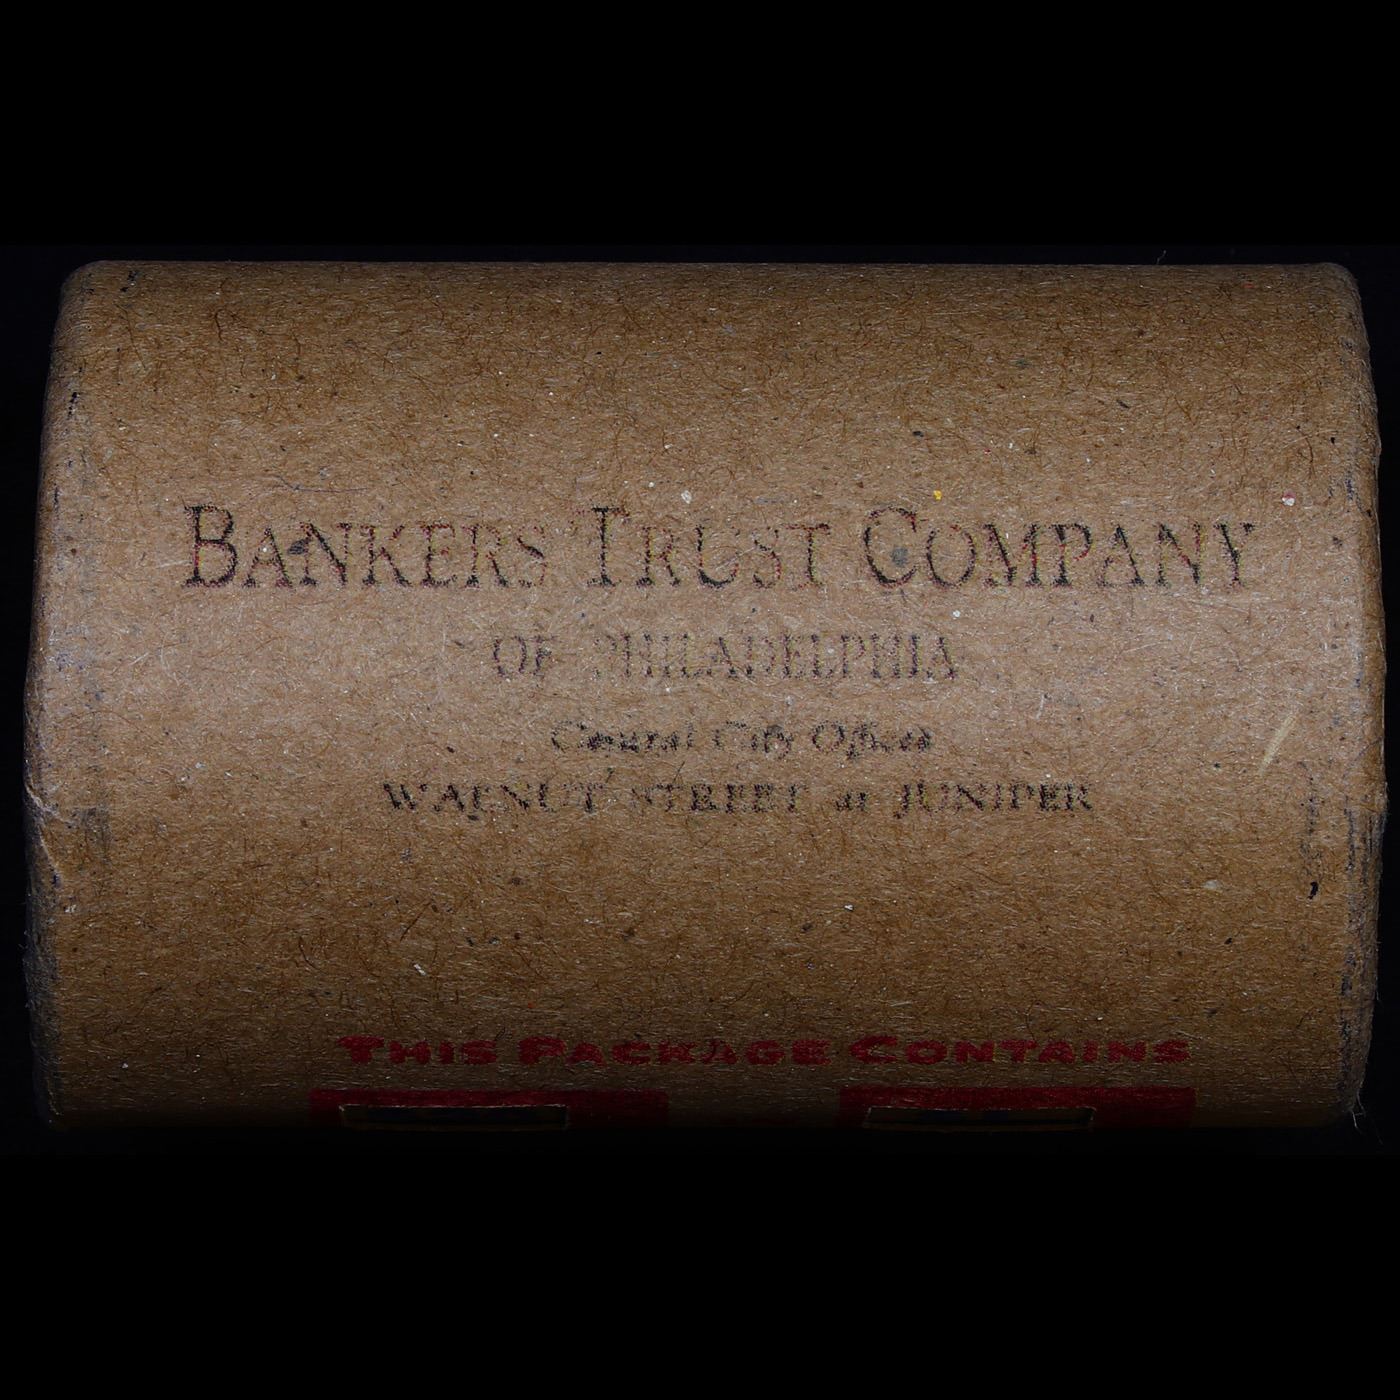 BANKERS TRUST COMPANY
OF PHILADELPHIA
Central City Offices
WALNUT STREET at JUNIPER
THIS PACKAGE CONTAINS